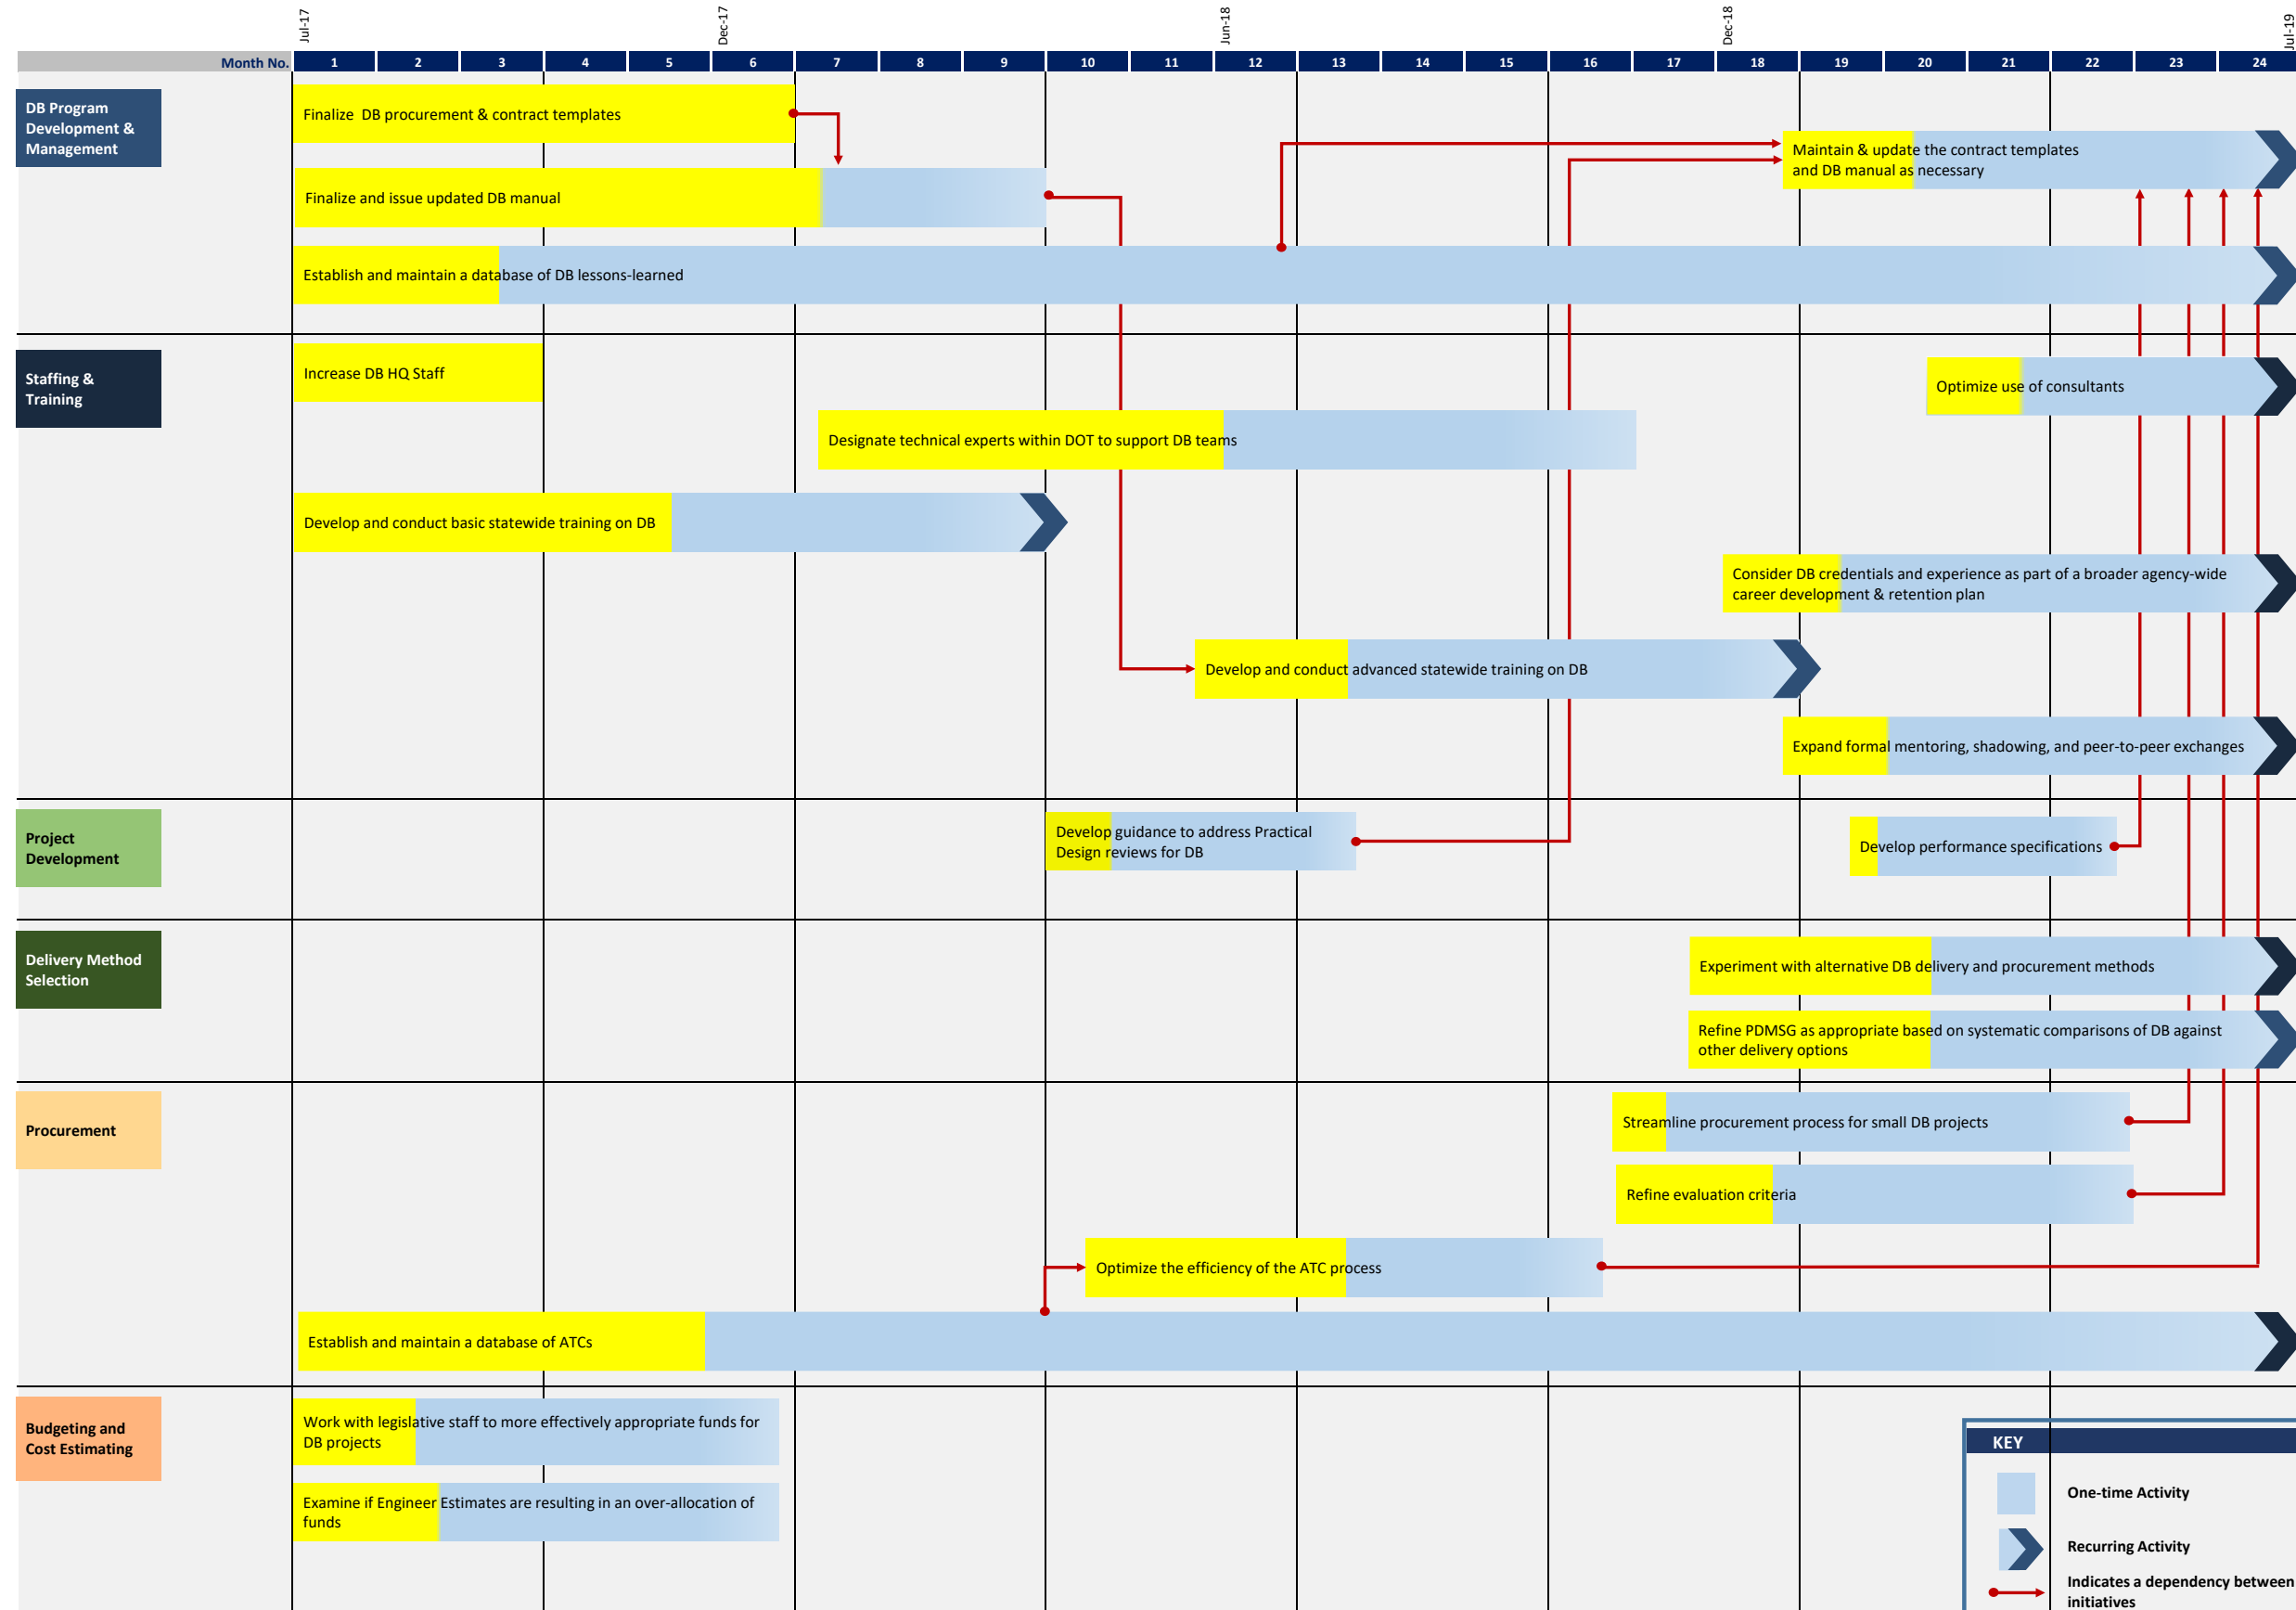 Jul-17
Dec-17
Jun-18
Dec-18
Jul-19
Month No. 1 2 3 4 5 6 7 8 9 10 11 12 13 14 15 16 17 18 19 20 21 22 23 24
DB Program
Development &
Management
Finalize DB procurement & contract templates
Maintain & update the contract templates
and DB manual as necessary
Finalize and issue updated DB manual
Establish and maintain a database of DB lessons-learned
Staffing &
Training
Increase DB HQ Staff
Optimize use of consultants
Designate technical experts within DOT to support DB teams
Develop and conduct basic statewide training on DB
Consider DB credentials and experience as part of a broader agency-wide
career development & retention plan
Develop and conduct advanced statewide training on DB
Expand formal mentoring, shadowing, and peer-to-peer exchanges
Project
Development
Develop guidance to address Practical
Design reviews for DB
Develop performance specifications
Delivery Method
Selection
Experiment with alternative DB delivery and procurement methods
Refine PDMSG as appropriate based on systematic comparisons of DB against
other delivery options
Procurement
Streamline procurement process for small DB projects
Refine evaluation criteria
Optimize the efficiency of the ATC process
Establish and maintain a database of ATCs
Budgeting and
Cost Estimating
Work with legislative staff to more effectively appropriate funds for
DB projects
Examine if Engineer Estimates are resulting in an over-allocation of
funds
KEY
One-time Activity
Recurring Activity
Indicates a dependency between
initiatives